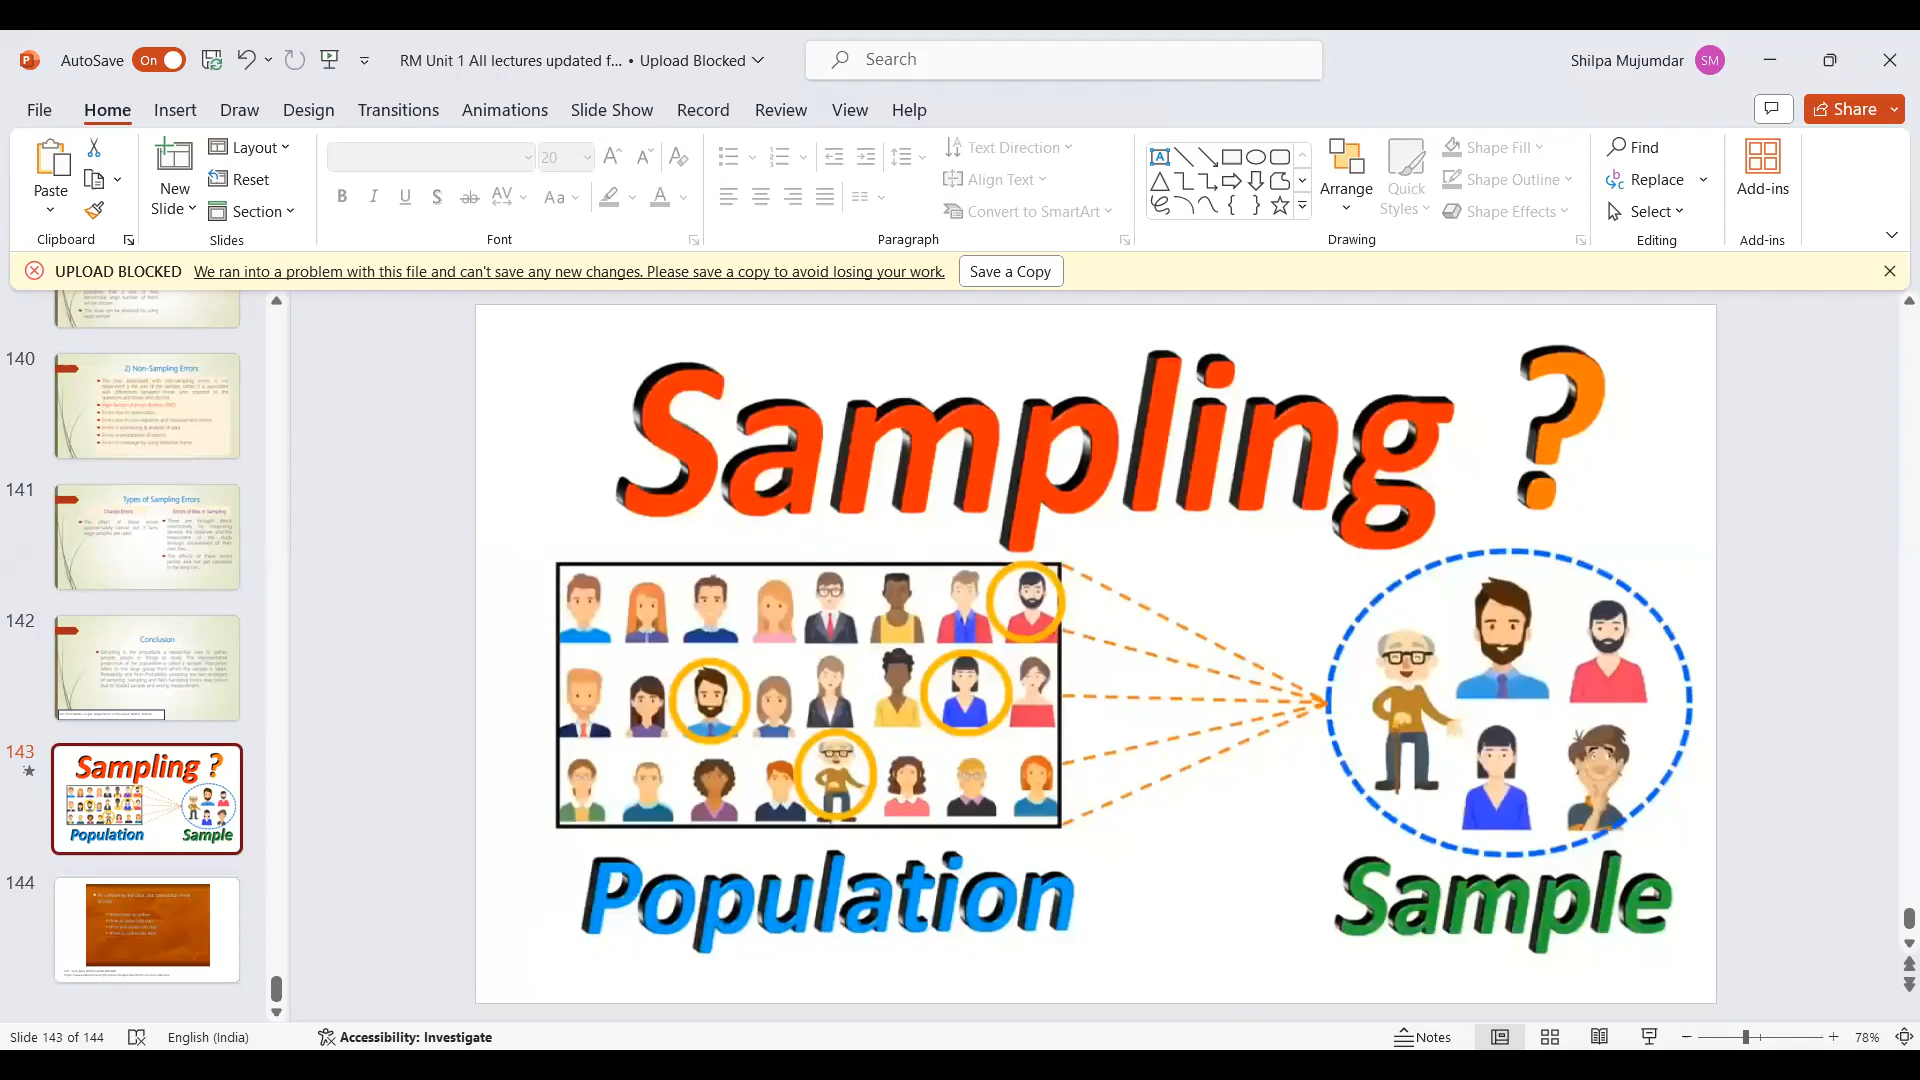 AutoSave On
RM Unit 1 All lectures updated f... • Upload Blocked
Search
Shilpa Mujumdar SM
File Home Insert Draw Design Transitions Animations Slide Show Record Review View Help
Share
Paste
Clipboard
New Slide
Layout
Reset
Section
Slides
20
B I U S ab AV Aa A
Font
Text Direction
Align Text
Convert to SmartArt
Paragraph
Arrange
Quick Styles
Shape Fill
Shape Outline
Shape Effects
Drawing
Find
Replace
Select
Editing
Add-ins
Add-ins
UPLOAD BLOCKED We ran into a problem with this file and can't save any new changes. Please save a copy to avoid losing your work. Save a Copy
140
2) Non-Sampling Errors
141
Types of Sampling Errors
142
Conclusion
143
Sampling ?
Population
Sample
144
Sampling ?
Population
Sample
Slide 143 of 144
English (India)
Accessibility: Investigate
Notes
78%